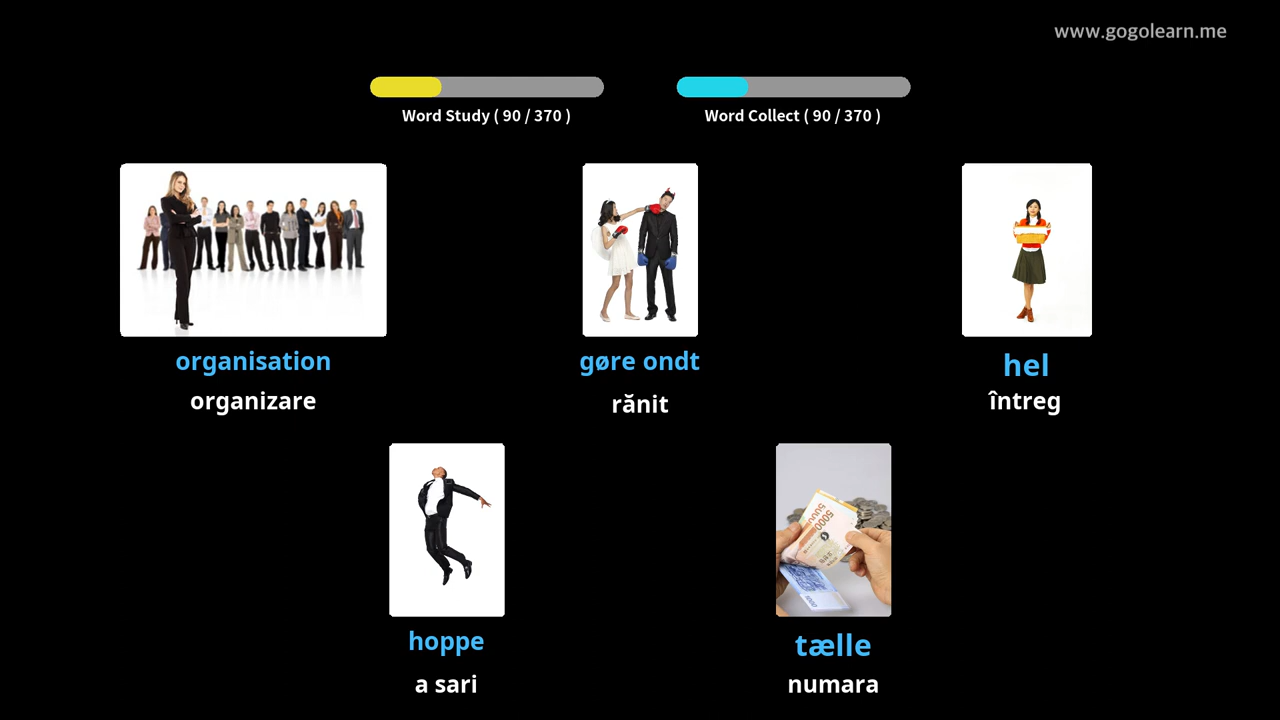 www.gogolearn.me
Word Study ( 90 / 370 )
Word Collect ( 90 / 370 )
organisation
organizare
gøre ondt
rănit
hel
întreg
hoppe
a sari
tælle
numara
5000